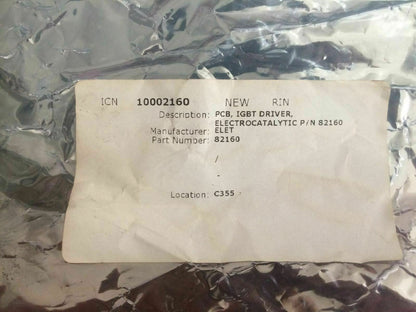 ICN 10002160 NEW RIN
Description: PCB, IGBT DRIVER,
ELECTROCATALYTIC P/N 82160
Manufacturer: ELET
Part Number: 82160
/
-
Location: C355